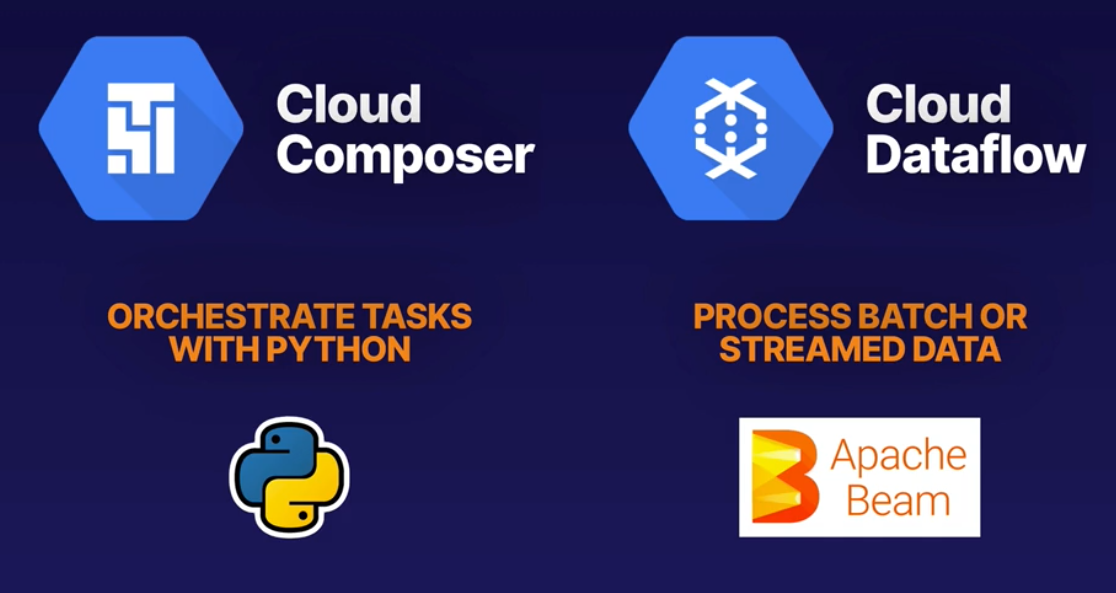 Cloud
Composer
Cloud
Dataflow
ORCHESTRATE TASKS
WITH PYTHON
PROCESS BATCH OR
STREAMED DATA
Apache
Beam